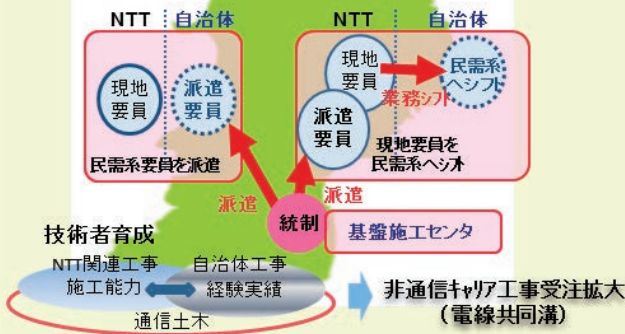 NTT 自治体
現地
要員
派遣
要員
民需系要員を派遣
NTT 自治体
現地
要員
業務シフト
民需系
へシフト
派遣
要員
現地要員を
民需系へシフト
派遣
派遣
統制
基盤施工センタ
技術者育成
NTT関連工事
施工能力
自治体工事
経験実績
通信土木
非通信キャリア工事受注拡大
(電線共同溝)